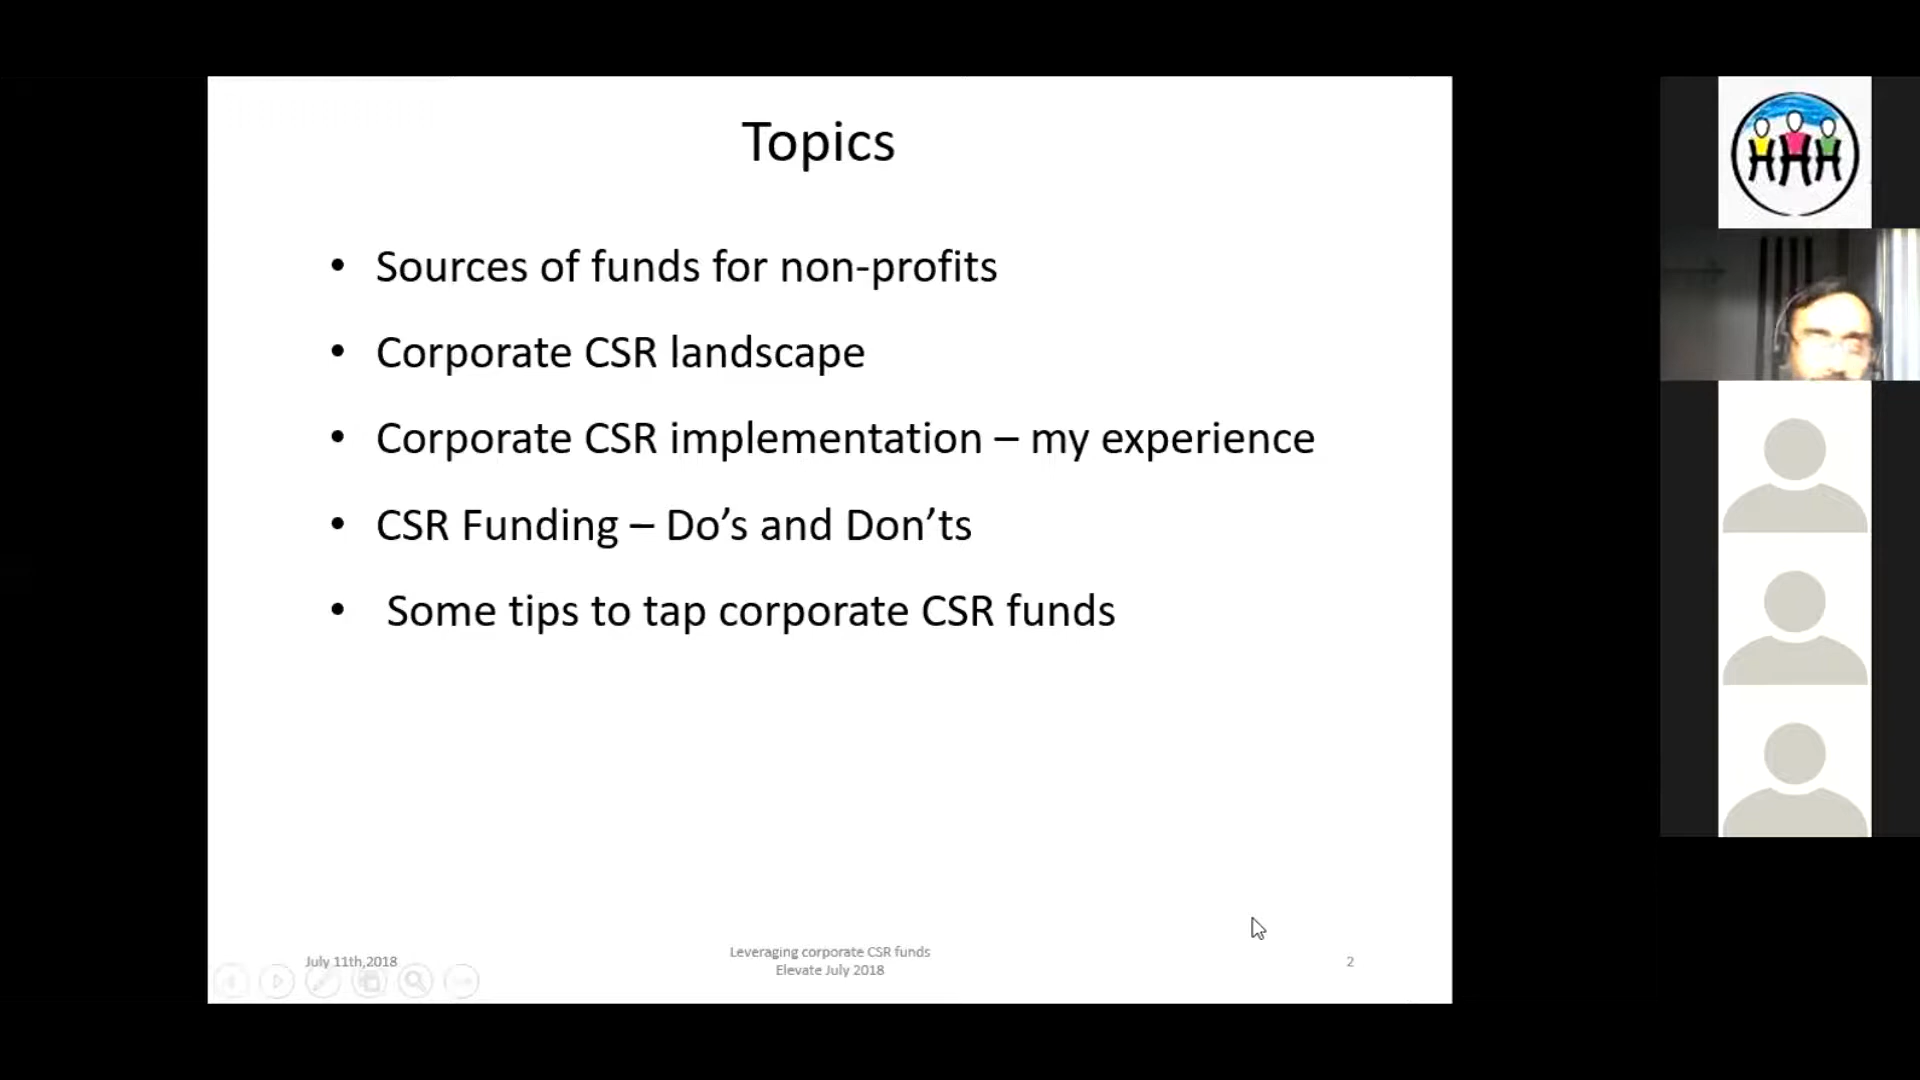 Topics
• Sources of funds for non-profits
• Corporate CSR landscape
• Corporate CSR implementation – my experience
• CSR Funding – Do’s and Don’ts
• Some tips to tap corporate CSR funds
July 11th,2018
Leveraging corporate CSR funds
Elevate July 2018
2